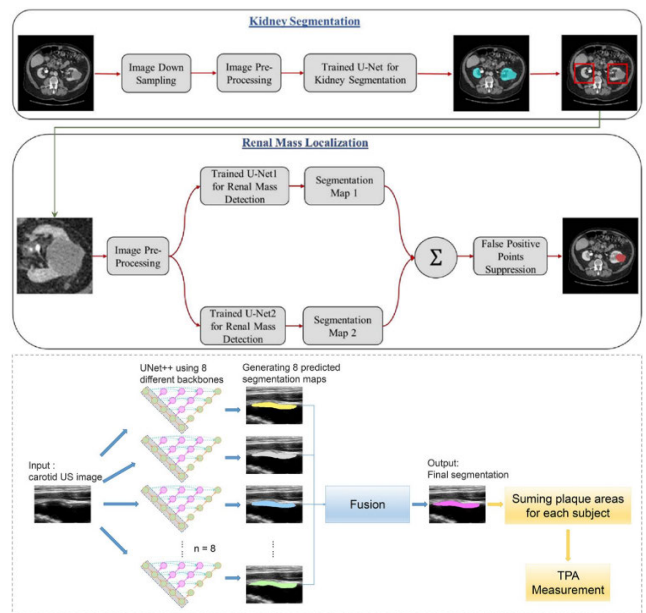 Kidney Segmentation
Image Down
Sampling
Image Pre-
Processing
Trained U-Net for
Kidney Segmentation
Renal Mass Localization
Image Pre-
Processing
Trained U-Net1
for Renal Mass
Detection
Segmentation
Map 1
Trained U-Net2
for Renal Mass
Detection
Segmentation
Map 2
Σ
False Positive
Points
Suppression
UNet++ using 8
different backbones
Generating 8 predicted
segmentation maps
Input :
carotid US image
n = 8
Fusion
Output:
Final segmentation
Suming plaque areas
for each subject
TPA
Measurement